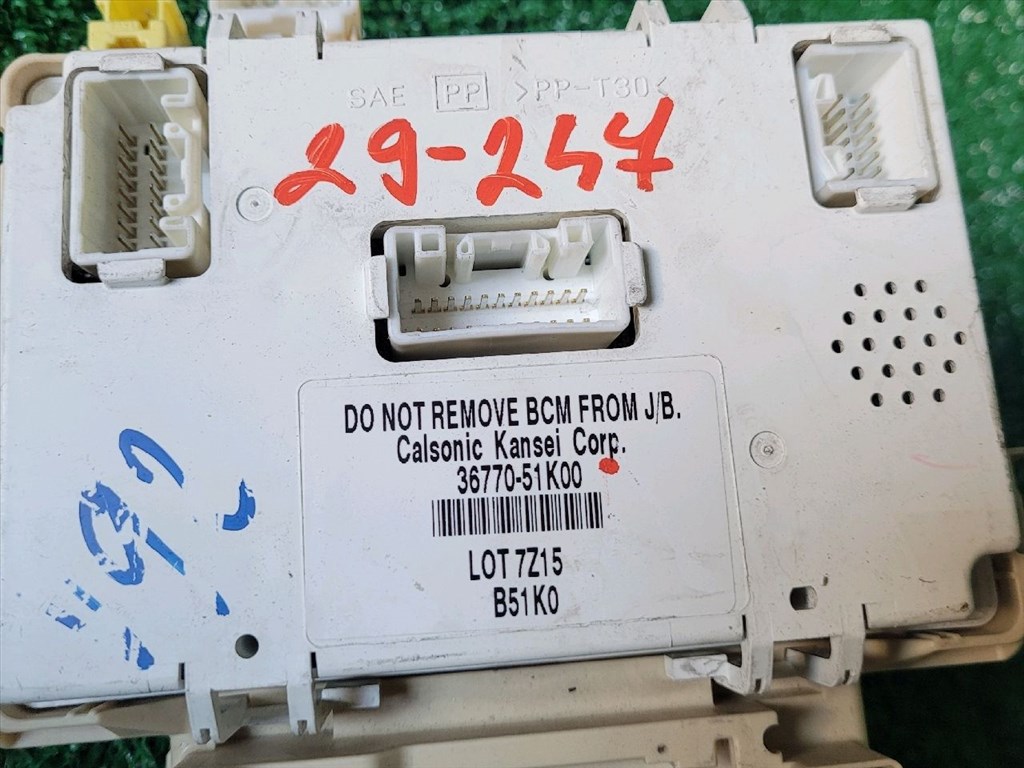 SAE PP >PP-T30<
29-247
DO NOT REMOVE BCM FROM J/B.
Calsonic Kansei Corp.
36770-51K00
LOT 7Z15
B51K0